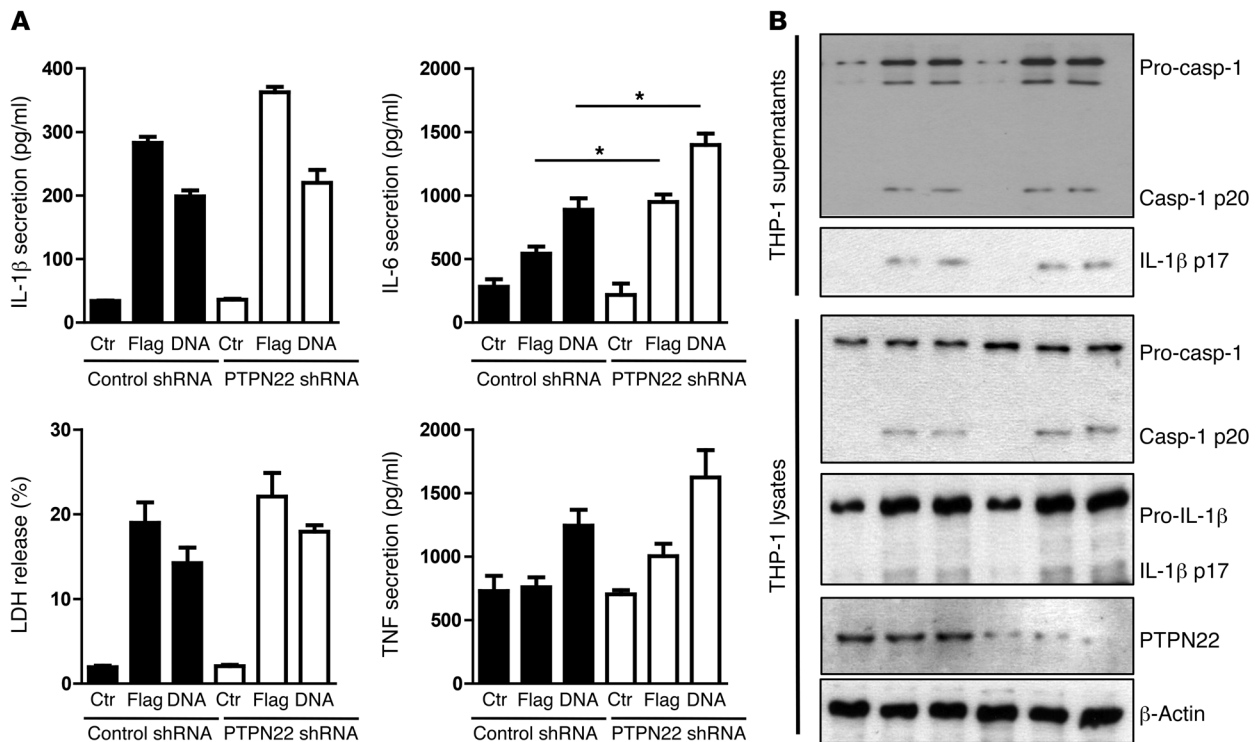 A
IL-1β secretion (pg/ml)
400
300
200
100
0
Ctr Flag DNA Ctr Flag DNA
Control shRNA PTPN22 shRNA
IL-6 secretion (pg/ml)
2000
1500
1000
500
0
*
*
Ctr Flag DNA Ctr Flag DNA
Control shRNA PTPN22 shRNA
LDH release (%)
30
20
10
0
Ctr Flag DNA Ctr Flag DNA
Control shRNA PTPN22 shRNA
TNF secretion (pg/ml)
2000
1500
1000
500
0
Ctr Flag DNA Ctr Flag DNA
Control shRNA PTPN22 shRNA
B
THP-1 supernatants
Pro-casp-1
Casp-1 p20
IL-1β p17
THP-1 lysates
Pro-casp-1
Casp-1 p20
Pro-IL-1β
IL-1β p17
PTPN22
β-Actin